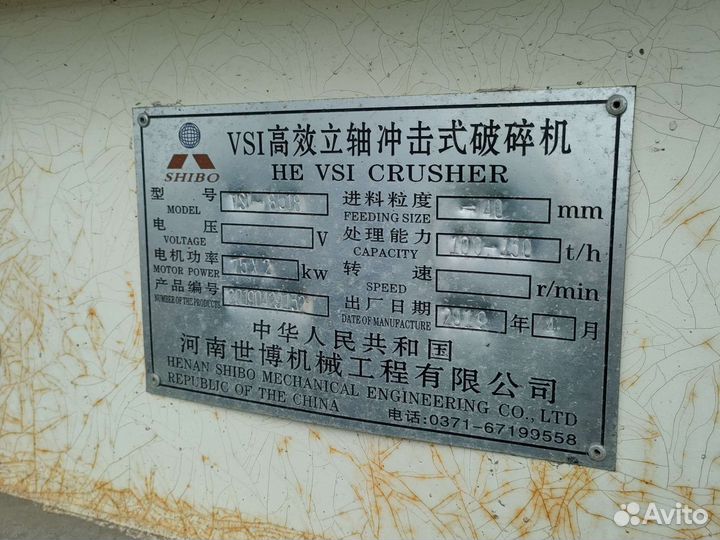 SHIBO
VSI高效立轴冲击式破碎机
HE VSI CRUSHER
型 号
MODEL
进料粒度 -40 mm
FEEDING SIZE
电 压 V
VOLTAGE
处理能力 t/h
CAPACITY
电机功率 75X2 kw
MOTOR POWER
转 速 r/min
SPEED
产品编号
NUMBER OF THE PRODUCTS
出厂日期 2019 年 4 月
DATE OF MANUFACTURE
中华人民共和国
河南世博机械工程有限公司
HENAN SHIBO MECHANICAL ENGINEERING CO., LTD
REPUBLIC OF THE CHINA
电话:0371-67199558
Avito